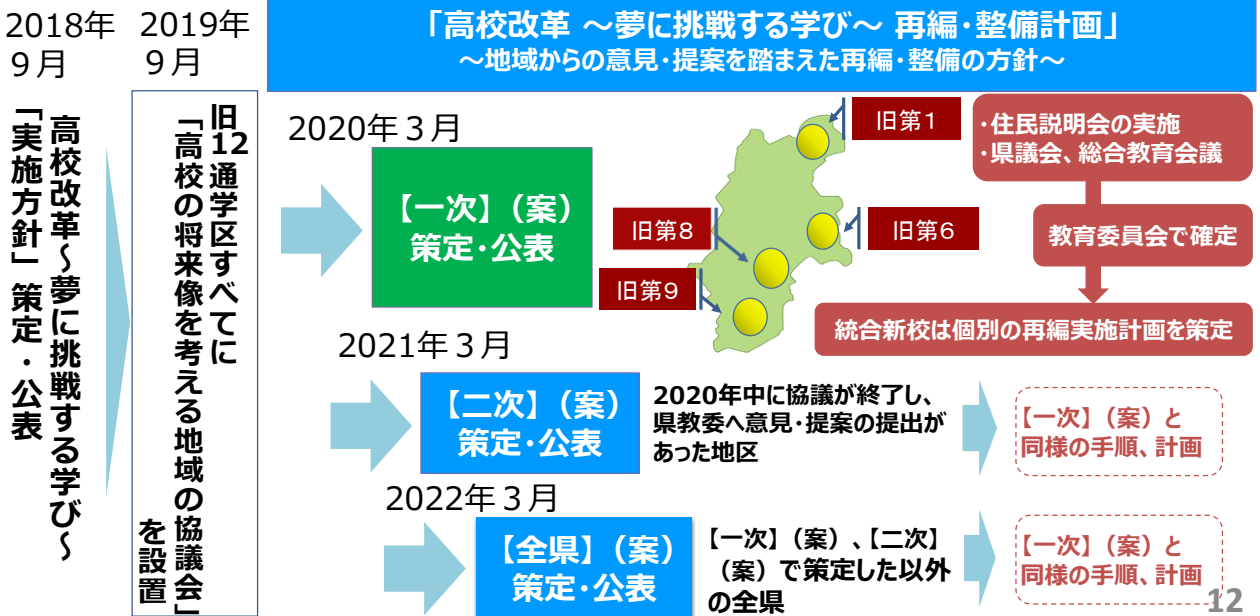 2018年
9月
高校改革～夢に挑戦する学び～
「実施方針」策定・公表
2019年
9月
旧12通学区すべてに
「高校の将来像を考える地域の協議会」
を設置
「高校改革 ～夢に挑戦する学び～ 再編・整備計画」
～地域からの意見・提案を踏まえた再編・整備の方針～
2020年3月
【一次】（案）
策定・公表
旧第1
旧第8
旧第6
旧第9
・住民説明会の実施
・県議会、総合教育会議
教育委員会で確定
統合新校は個別の再編実施計画を策定
2021年3月
【二次】（案）
策定・公表
2020年中に協議が終了し、
県教委へ意見・提案の提出が
あった地区
【一次】（案）と
同様の手順、計画
2022年3月
【全県】（案）
策定・公表
【一次】（案）、【二次】
（案）で策定した以外
の全県
【一次】（案）と
同様の手順、計画
12